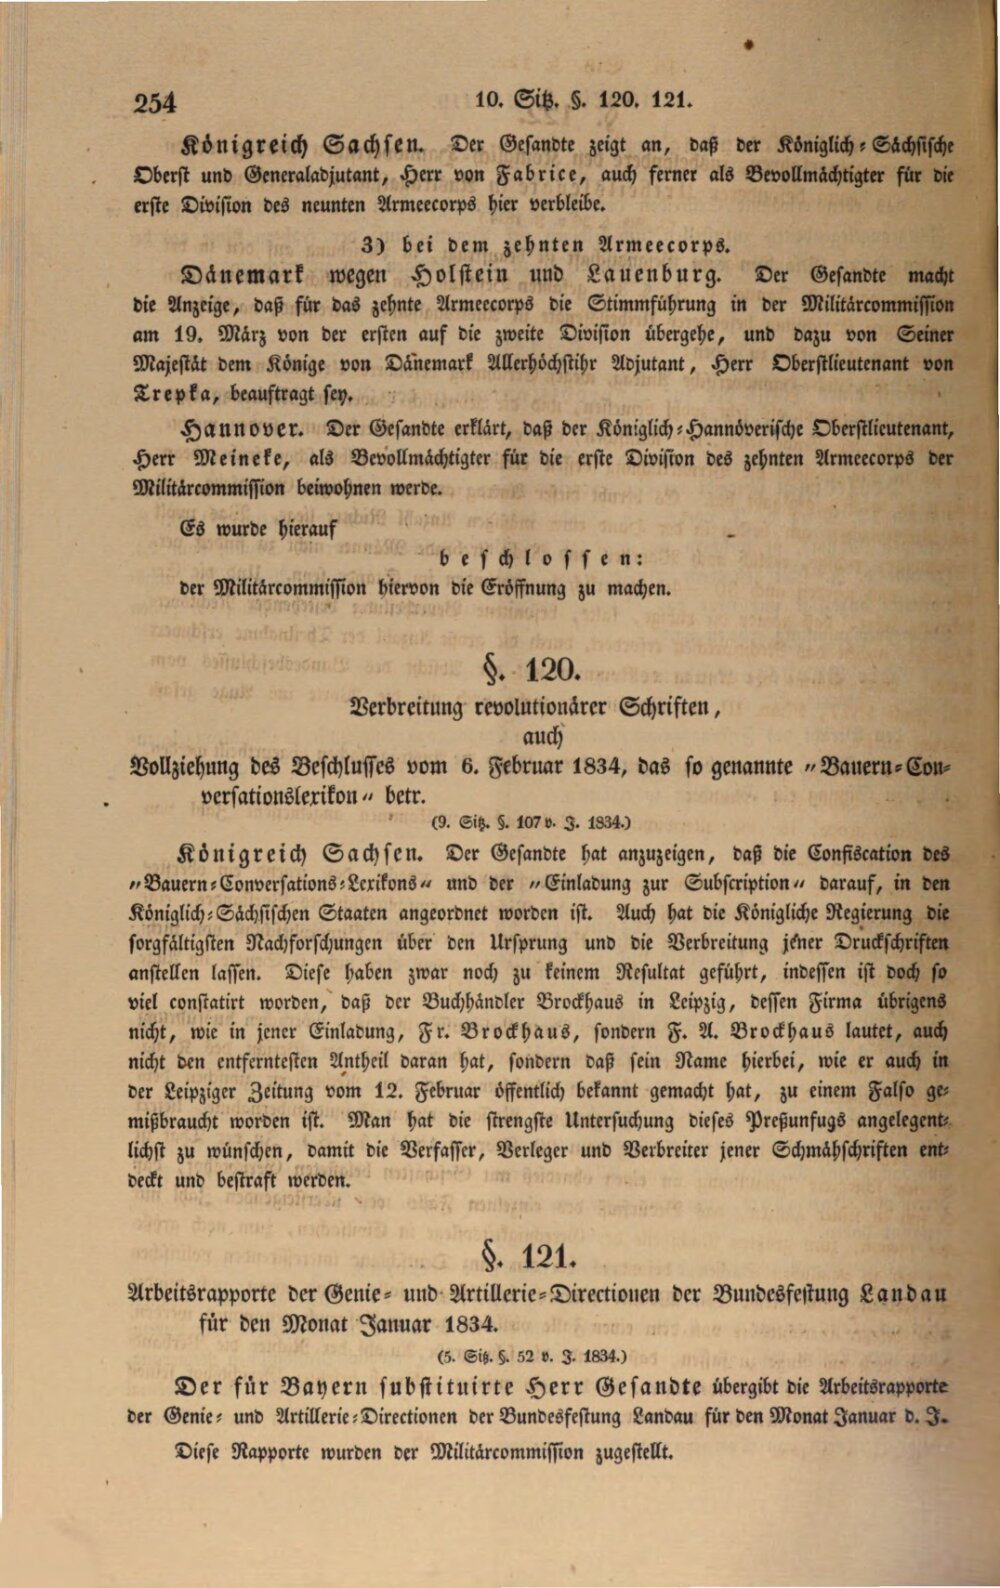 254
10. Sitz. §. 120. 121.
Königreich Sachsen. Der Gesandte zeigt an, daß der Königlich-Sächsische
Oberst und Generaladjutant, Herr von Fabrice, auch ferner als Bevollmächtigter für die
erste Division des neunten Armeecorps hier verbleibe.
3) bei dem zehnten Armeecorps.
Dänemark wegen Holstein und Lauenburg. Der Gesandte macht
die Anzeige, daß für das zehnte Armeecorps die Stimmführung in der Militärcommission
am 19. März von der ersten auf die zweite Division übergehe, und dazu von Seiner
Majestät dem Könige von Dänemark Allerhöchstihr Adjutant, Herr Oberstlieutenant von
Trepka, beauftragt sey.
Hannover. Der Gesandte erklärt, daß der Königlich-Hannöverische Oberstlieutenant,
Herr Meineke, als Bevollmächtigter für die erste Division des zehnten Armeecorps der
Militärcommission beiwohnen werde.
Es wurde hierauf
beschlossen:
der Militärcommission hiervon die Eröffnung zu machen.
§. 120.
Verbreitung revolutionärer Schriften,
auch
Vollziehung des Beschlusses vom 6. Februar 1834, das so genannte „Bauern-Con-
versationslexikon“ betr.
(9. Sitz. §. 107 v. J. 1834.)
Königreich Sachsen. Der Gesandte hat anzuzeigen, daß die Confiscation des
„Bauern-Conversations-Lexikons“ und der „Einladung zur Subscription“ darauf, in den
Königlich-Sächsischen Staaten angeordnet worden ist. Auch hat die Königliche Regierung die
sorgfältigsten Nachforschungen über den Ursprung und die Verbreitung jener Druckschriften
anstellen lassen. Diese haben zwar noch zu keinem Resultat geführt, indessen ist doch so
viel constatirt worden, daß der Buchhändler Brockhaus in Leipzig, dessen Firma übrigens
nicht, wie in jener Einladung, Fr. Brockhaus, sondern F. A. Brockhaus lautet, auch
nicht den entferntesten Antheil daran hat, sondern daß sein Name hierbei, wie er auch in
der Leipziger Zeitung vom 12. Februar öffentlich bekannt gemacht hat, zu einem Falso ge-
mißbraucht worden ist. Man hat die strengste Untersuchung dieses Preßunfugs angelegent-
lichst zu wünschen, damit die Verfasser, Verleger und Verbreiter jener Schmähschriften ent-
deckt und bestraft werden.
§. 121.
Arbeitsrapporte der Genie- und Artillerie-Directionen der Bundesfestung Landau
für den Monat Januar 1834.
(5. Sitz. §. 52 v. J. 1834.)
Der für Bayern substituirte Herr Gesandte übergibt die Arbeitsrapporte
der Genie- und Artillerie-Directionen der Bundesfestung Landau für den Monat Januar d. J.
Diese Rapporte wurden der Militärcommission zugestellt.